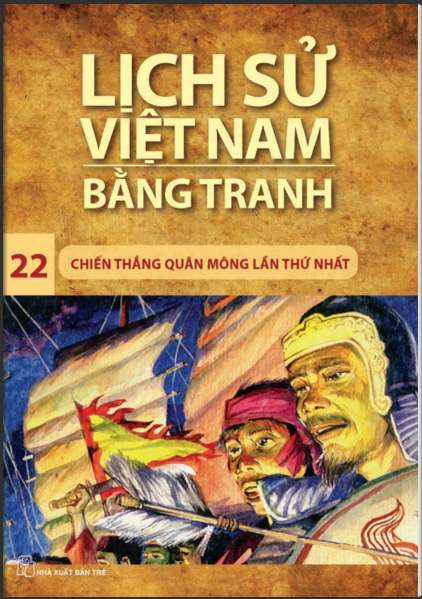 LỊCH SỬ
VIỆT NAM
BẰNG TRANH
22
CHIẾN THẮNG QUÂN MÔNG LẦN THỨ NHẤT
NHÀ XUẤT BẢN TRẺ